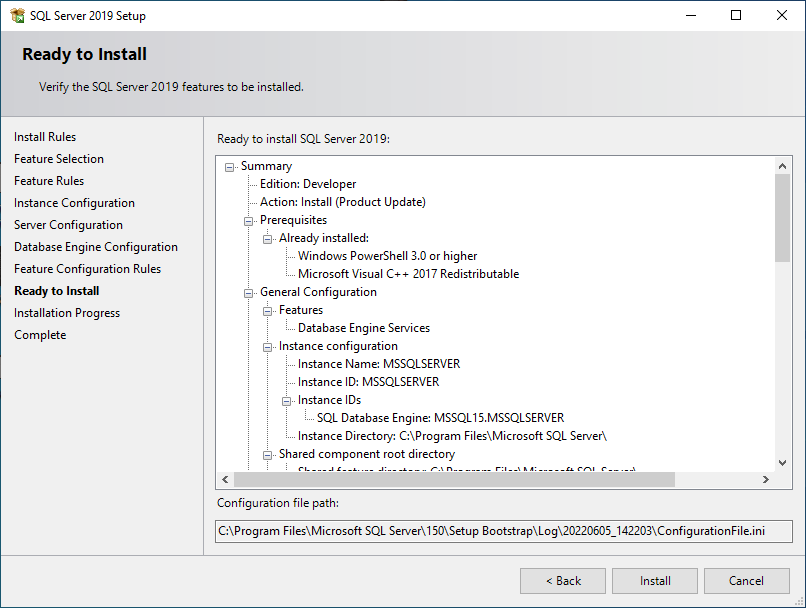 SQL Server 2019 Setup
Ready to Install
Verify the SQL Server 2019 features to be installed.
Install Rules
Feature Selection
Feature Rules
Instance Configuration
Server Configuration
Database Engine Configuration
Feature Configuration Rules
Ready to Install
Installation Progress
Complete
Ready to install SQL Server 2019:
Summary
Edition: Developer
Action: Install (Product Update)
Prerequisites
Already installed:
Windows PowerShell 3.0 or higher
Microsoft Visual C++ 2017 Redistributable
General Configuration
Features
Database Engine Services
Instance configuration
Instance Name: MSSQLSERVER
Instance ID: MSSQLSERVER
Instance IDs
SQL Database Engine: MSSQL15.MSSQLSERVER
Instance Directory: C:\Program Files\Microsoft SQL Server\
Shared component root directory
Shared feature directory: C:\Program Files\Microsoft SQL Server\
Configuration file path:
C:\Program Files\Microsoft SQL Server\150\Setup Bootstrap\Log\20220605_142203\ConfigurationFile.ini
< Back
Install
Cancel